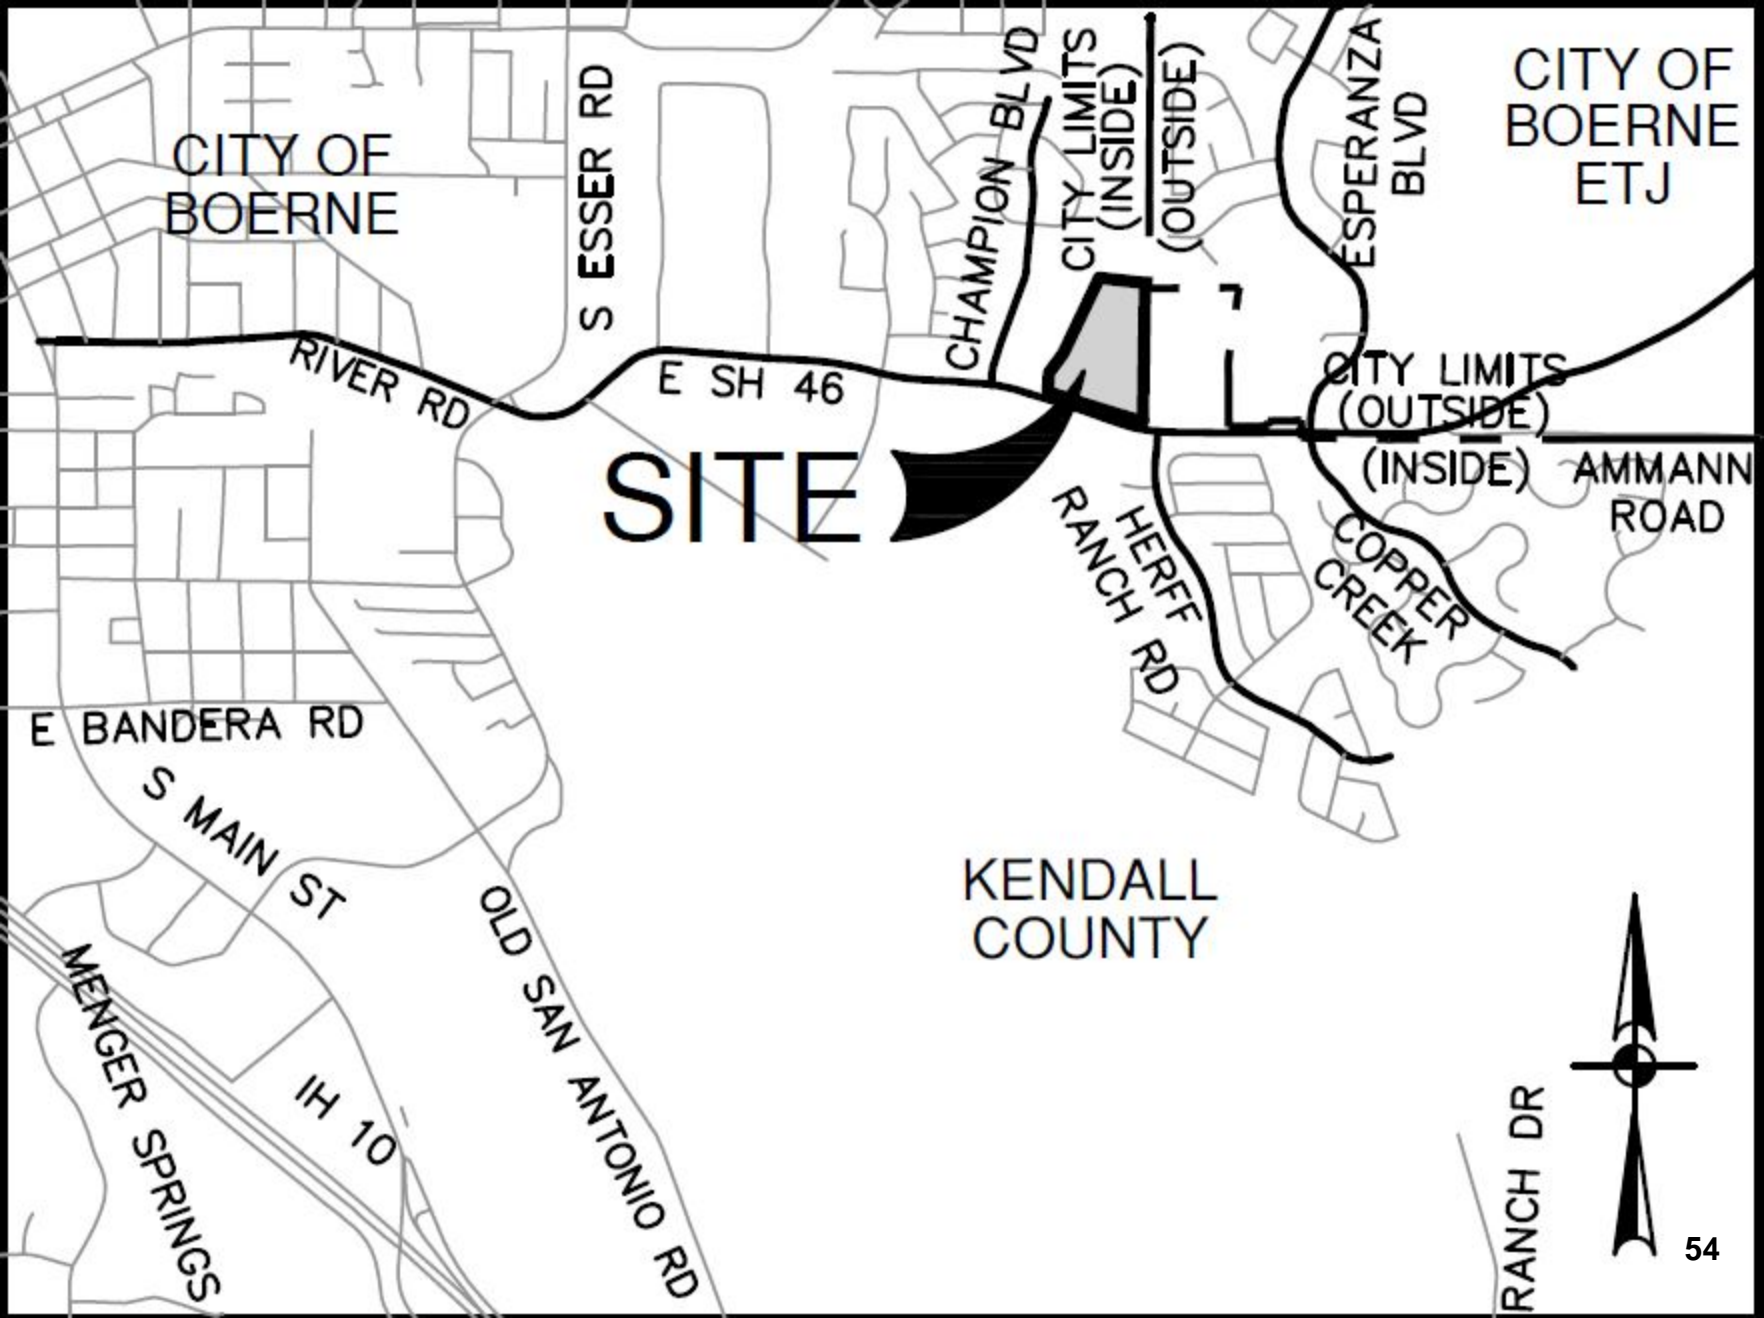 CITY OF
BOERNE
S ESSER RD
CHAMPION BLVD
CITY LIMITS
(INSIDE)
(OUTSIDE)
ESPERANZA
BLVD
CITY OF
BOERNE
ETJ
RIVER RD
E SH 46
CITY LIMITS
(OUTSIDE)
(INSIDE)
AMMANN
ROAD
SITE
HERFF
RANCH RD
COPPER
CREEK
E BANDERA RD
S MAIN ST
OLD SAN ANTONIO RD
KENDALL
COUNTY
MENGER SPRINGS
IH 10
RANCH DR
54